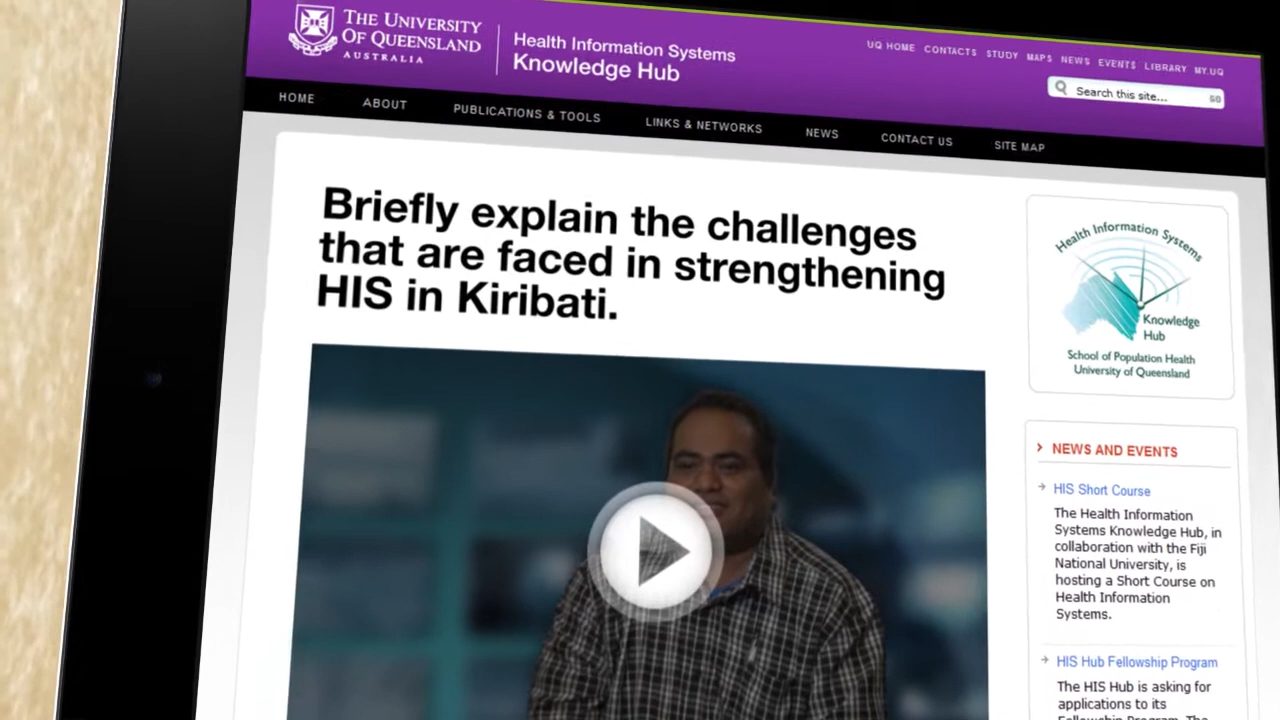 THE UNIVERSITY
OF QUEENSLAND
AUSTRALIA
Health Information Systems
Knowledge Hub
UQ HOME CONTACTS STUDY MAPS NEWS EVENTS LIBRARY MY.UQ
Search this site... GO
HOME ABOUT PUBLICATIONS & TOOLS LINKS & NETWORKS NEWS CONTACT US SITE MAP
Briefly explain the challenges
that are faced in strengthening
HIS in Kiribati.
Health Information Systems
Knowledge
Hub
School of Population Health
University of Queensland
NEWS AND EVENTS
HIS Short Course
The Health Information
Systems Knowledge Hub, in
collaboration with the Fiji
National University, is
hosting a Short Course on
Health Information
Systems.
HIS Hub Fellowship Program
The HIS Hub is asking for
applications to its
Fellowship Program. The